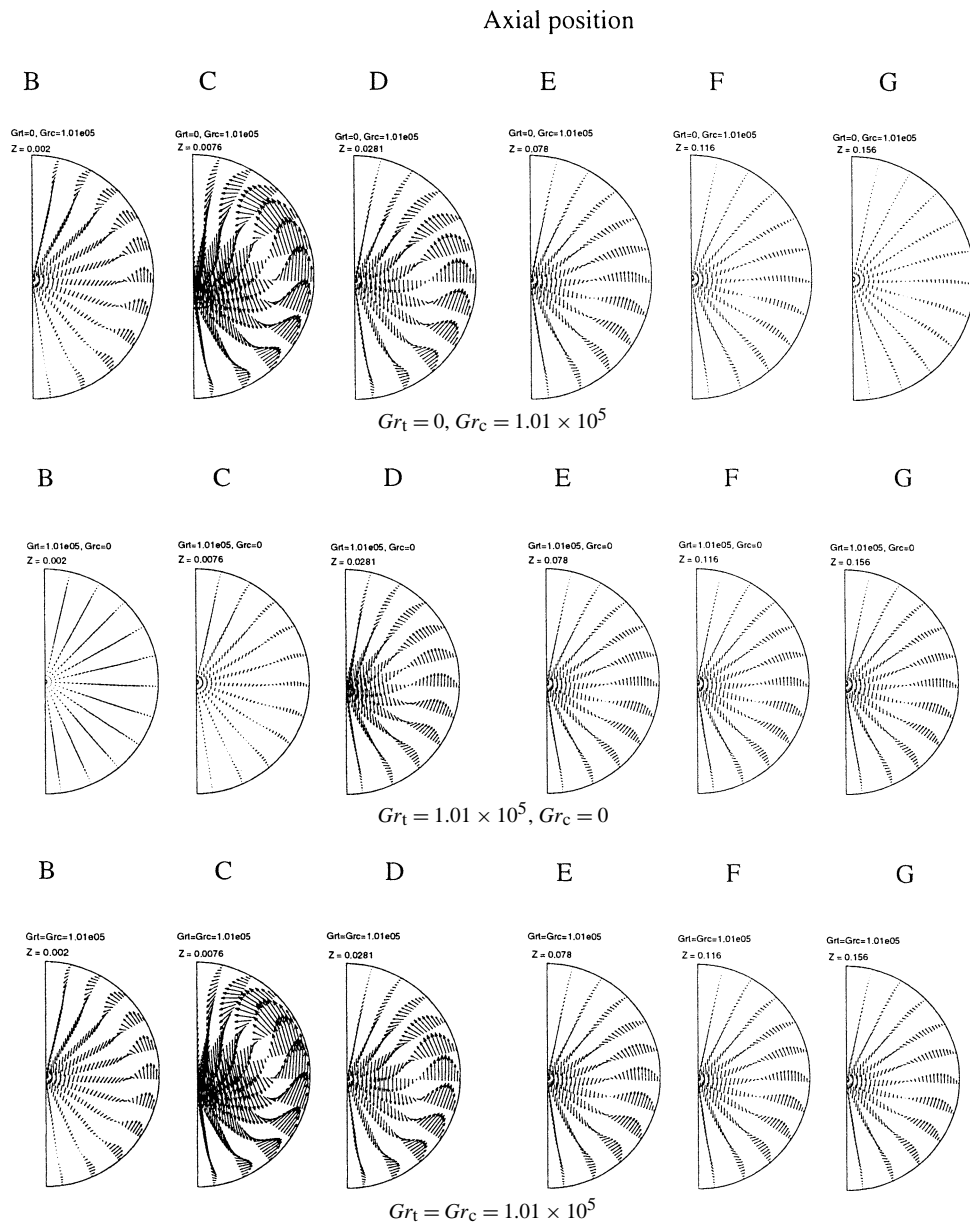 Axial position
B C D E F G
Grt=0, Grc=1.01e05 Grt=0, Grc=1.01e05 Grt=0, Grc=1.01e05 Grt=0, Grc=1.01e05 Grt=0, Grc=1.01e05 Grt=0, Grc=1.01e05
Z = 0.002 Z = 0.0076 Z = 0.0281 Z = 0.078 Z = 0.116 Z = 0.156
Gr_t = 0, Gr_c = 1.01 × 10^5
B C D E F G
Grt=1.01e05, Grc=0 Grt=1.01e05, Grc=0 Grt=1.01e05, Grc=0 Grt=1.01e05, Grc=0 Grt=1.01e05, Grc=0 Grt=1.01e05, Grc=0
Z = 0.002 Z = 0.0076 Z = 0.0281 Z = 0.078 Z = 0.116 Z = 0.156
Gr_t = 1.01 × 10^5, Gr_c = 0
B C D E F G
Grt=Grc=1.01e05 Grt=Grc=1.01e05 Grt=Grc=1.01e05 Grt=Grc=1.01e05 Grt=Grc=1.01e05 Grt=Grc=1.01e05
Z = 0.002 Z = 0.0076 Z = 0.0281 Z = 0.078 Z = 0.116 Z = 0.156
Gr_t = Gr_c = 1.01 × 10^5